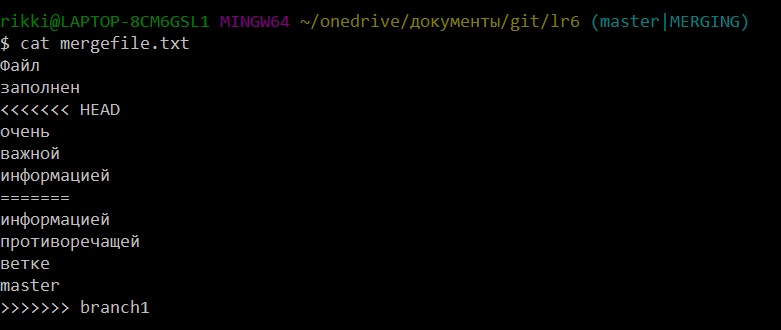 rikki@LAPTOP-8CM6GSL1 MINGW64 ~/onedrive/документы/git/lr6 (master|MERGING)
$ cat mergefile.txt
Файл
заполнен
<<<<<<< HEAD
очень
важной
информацией
=======
информацией
противоречащей
ветке
master
>>>>>>> branch1